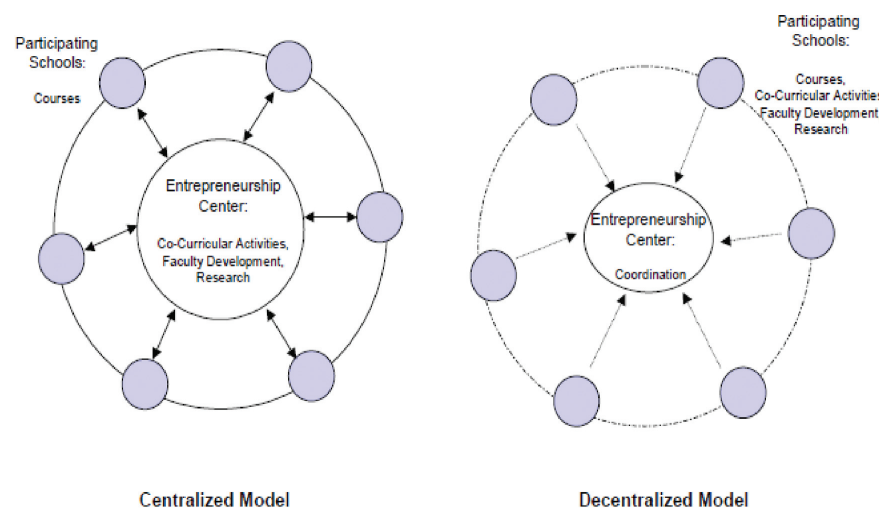 Participating
Schools:
Courses
Entrepreneurship
Center:
Co-Curricular Activities,
Faculty Development,
Research
Centralized Model
Participating
Schools:
Courses,
Co-Curricular Activities
Faculty Development
Research
Entrepreneurship
Center:
Coordination
Decentralized Model